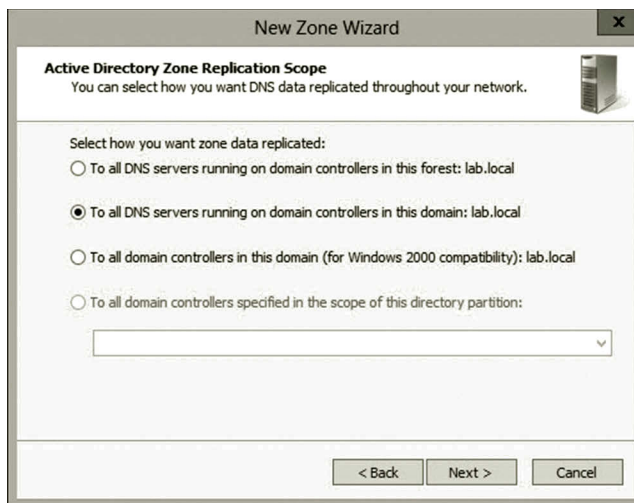 New Zone Wizard
x
Active Directory Zone Replication Scope
You can select how you want DNS data replicated throughout your network.
Select how you want zone data replicated:
To all DNS servers running on domain controllers in this forest: lab.local
To all DNS servers running on domain controllers in this domain: lab.local
To all domain controllers in this domain (for Windows 2000 compatibility): lab.local
To all domain controllers specified in the scope of this directory partition:
< Back
Next >
Cancel